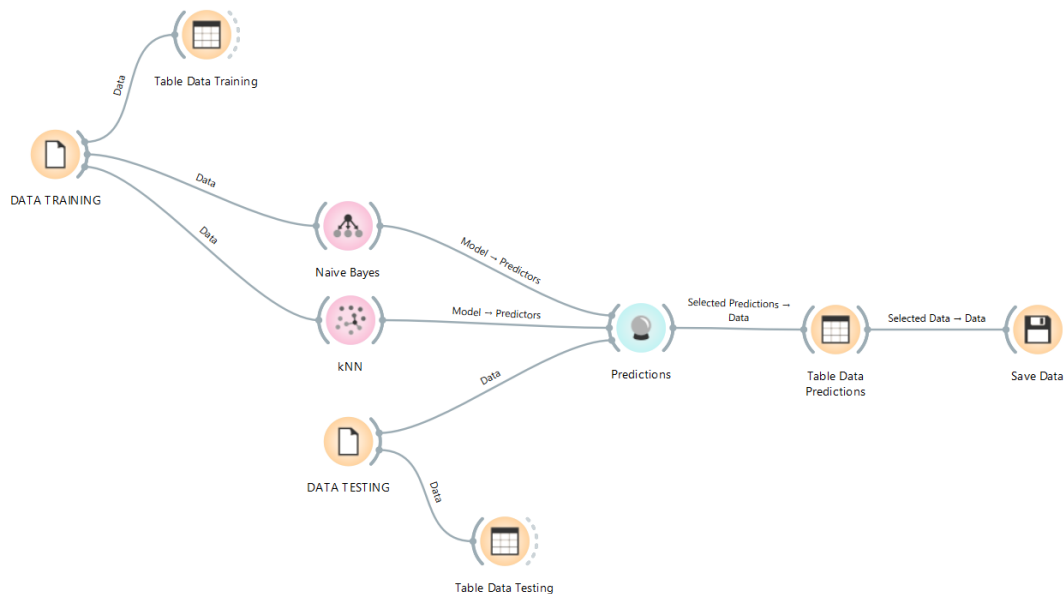 Table Data Training
Data
DATA TRAINING
Data
Data
Naive Bayes
Model → Predictors
kNN
Model → Predictors
Predictions
Selected Predictions →
Data
Table Data
Predictions
Selected Data → Data
Save Data
Data
DATA TESTING
Data
Table Data Testing